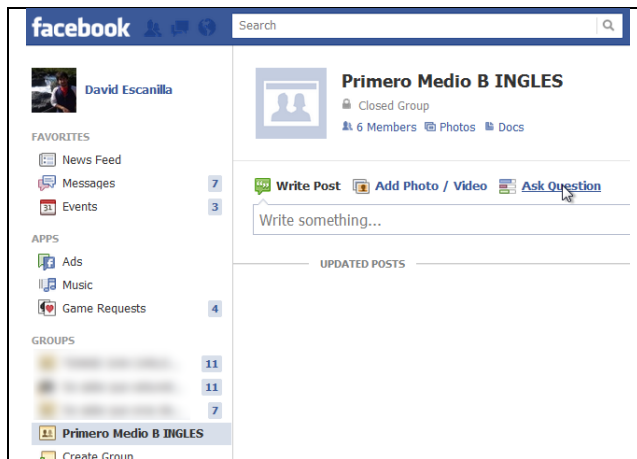 facebook
Search
David Escanilla
FAVORITES
News Feed
Messages 7
31 Events 3
APPS
Ads
Music
Game Requests 4
GROUPS
11
11
7
Primero Medio B INGLES
Create Group
Primero Medio B INGLES
Closed Group
6 Members Photos Docs
Write Post Add Photo / Video Ask Question
Write something...
UPDATED POSTS